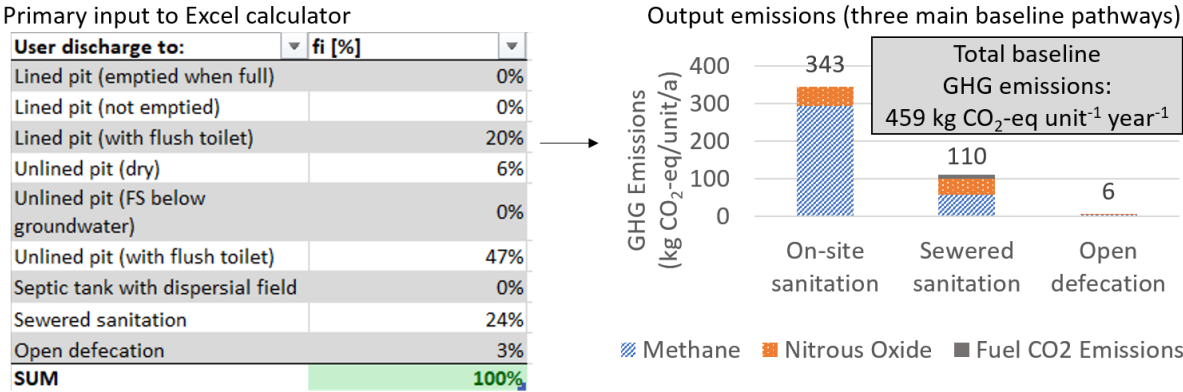 Primary input to Excel calculator
User discharge to: fi [%]
Lined pit (emptied when full) 0%
Lined pit (not emptied) 0%
Lined pit (with flush toilet) 20%
Unlined pit (dry) 6%
Unlined pit (FS below
groundwater) 0%
Unlined pit (with flush toilet) 47%
Septic tank with dispersial field 0%
Sewered sanitation 24%
Open defecation 3%
SUM 100%
Output emissions (three main baseline pathways)
Total baseline
GHG emissions:
459 kg CO₂-eq unit⁻¹ year⁻¹
GHG Emissions
(kg CO₂-eq/unit/a)
400
300
200
100
0
343
110
6
On-site
sanitation
Sewered
sanitation
Open
defecation
Methane Nitrous Oxide Fuel CO2 Emissions